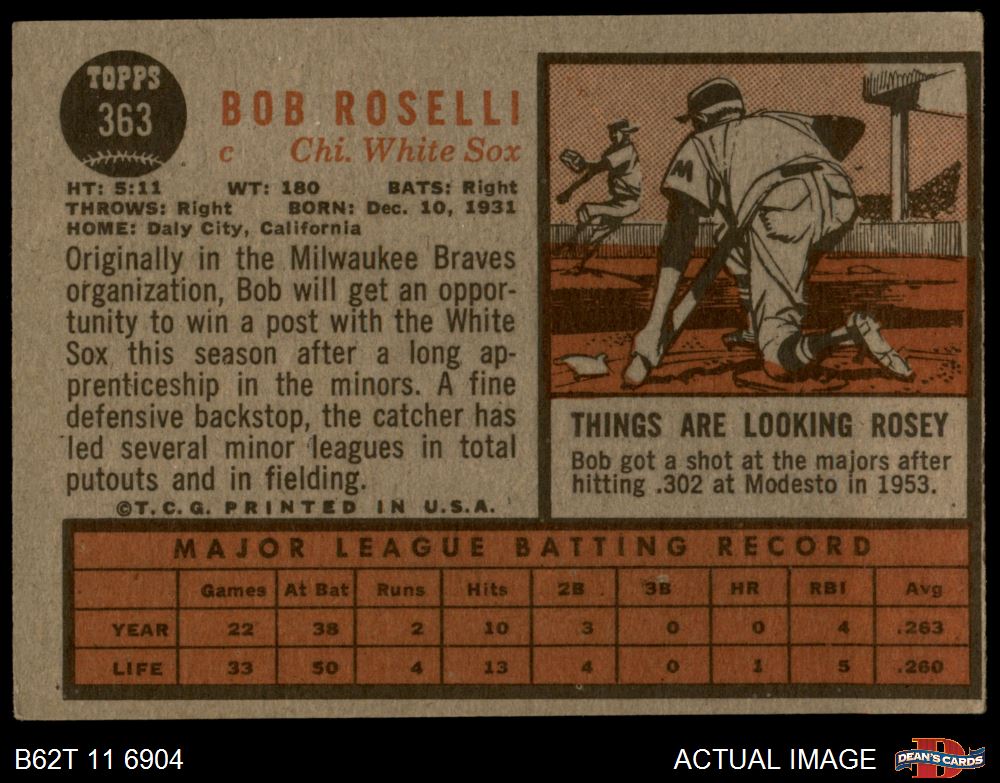 TOPPS
363
BOB ROSELLI
c Chi. White Sox
HT: 5:11 WT: 180 BATS: Right
THROWS: Right BORN: Dec. 10, 1931
HOME: Daly City, California
Originally in the Milwaukee Braves
organization, Bob will get an oppor-
tunity to win a post with the White
Sox this season after a long ap-
prenticeship in the minors. A fine
defensive backstop, the catcher has
led several minor leagues in total
putouts and in fielding.
©T.C.G. PRINTED IN U.S.A.
M
THINGS ARE LOOKING ROSEY
Bob got a shot at the majors after
hitting .302 at Modesto in 1953.
MAJOR LEAGUE BATTING RECORD
Games At Bat Runs Hits 2B 3B HR RBI Avg
YEAR 22 38 2 10 3 0 0 4 .263
LIFE 33 50 4 13 4 0 1 5 .260
B62T 11 6904 ACTUAL IMAGE
D
DEAN'S CARDS